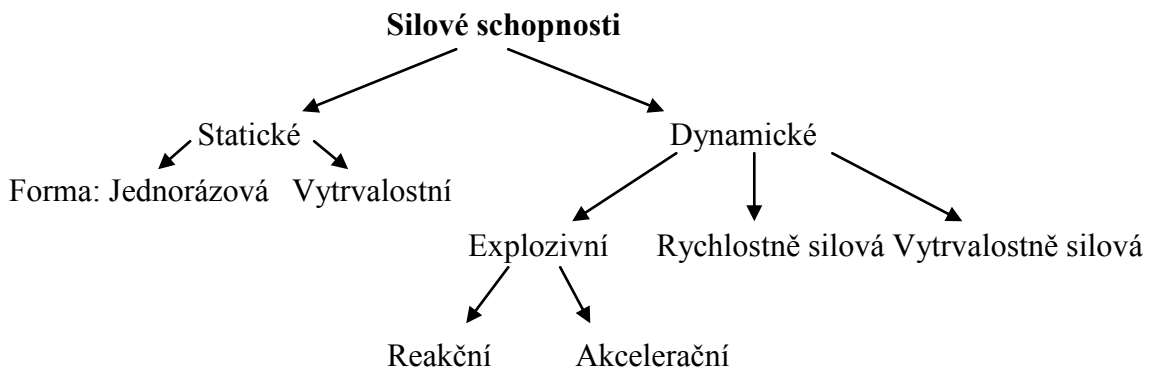 Silové schopnosti
Statické Dynamické
Forma: Jednorázová Vytrvalostní
Explozivní Rychlostně silová Vytrvalostně silová
Reakční Akcelerační